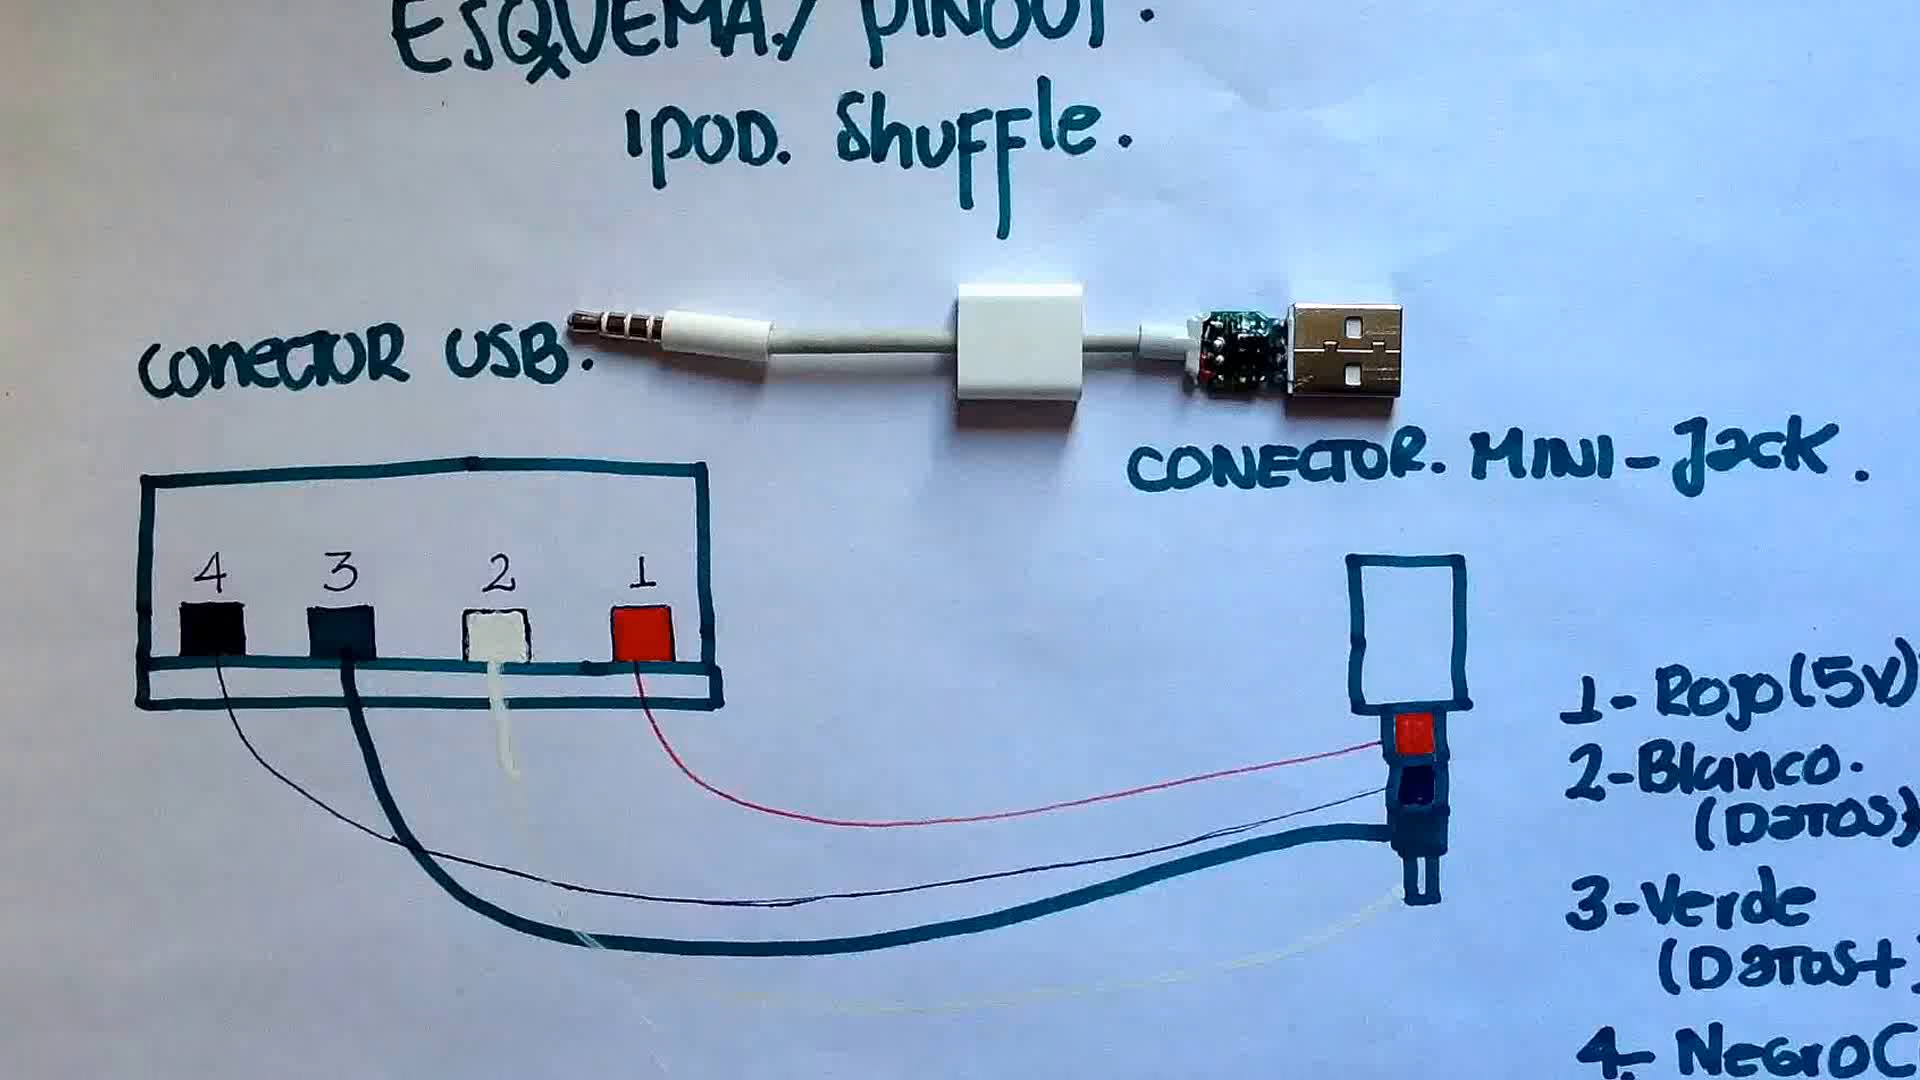 ESQUEMA / PINOUT.
IPOD. Shuffle.
CONECTOR USB.
CONECTOR. MINI-Jack.
4 3 2 1
1- Rojo (5V)
2- Blanco.
(Datos)
3- Verde
(Datos+)
4- Negro (